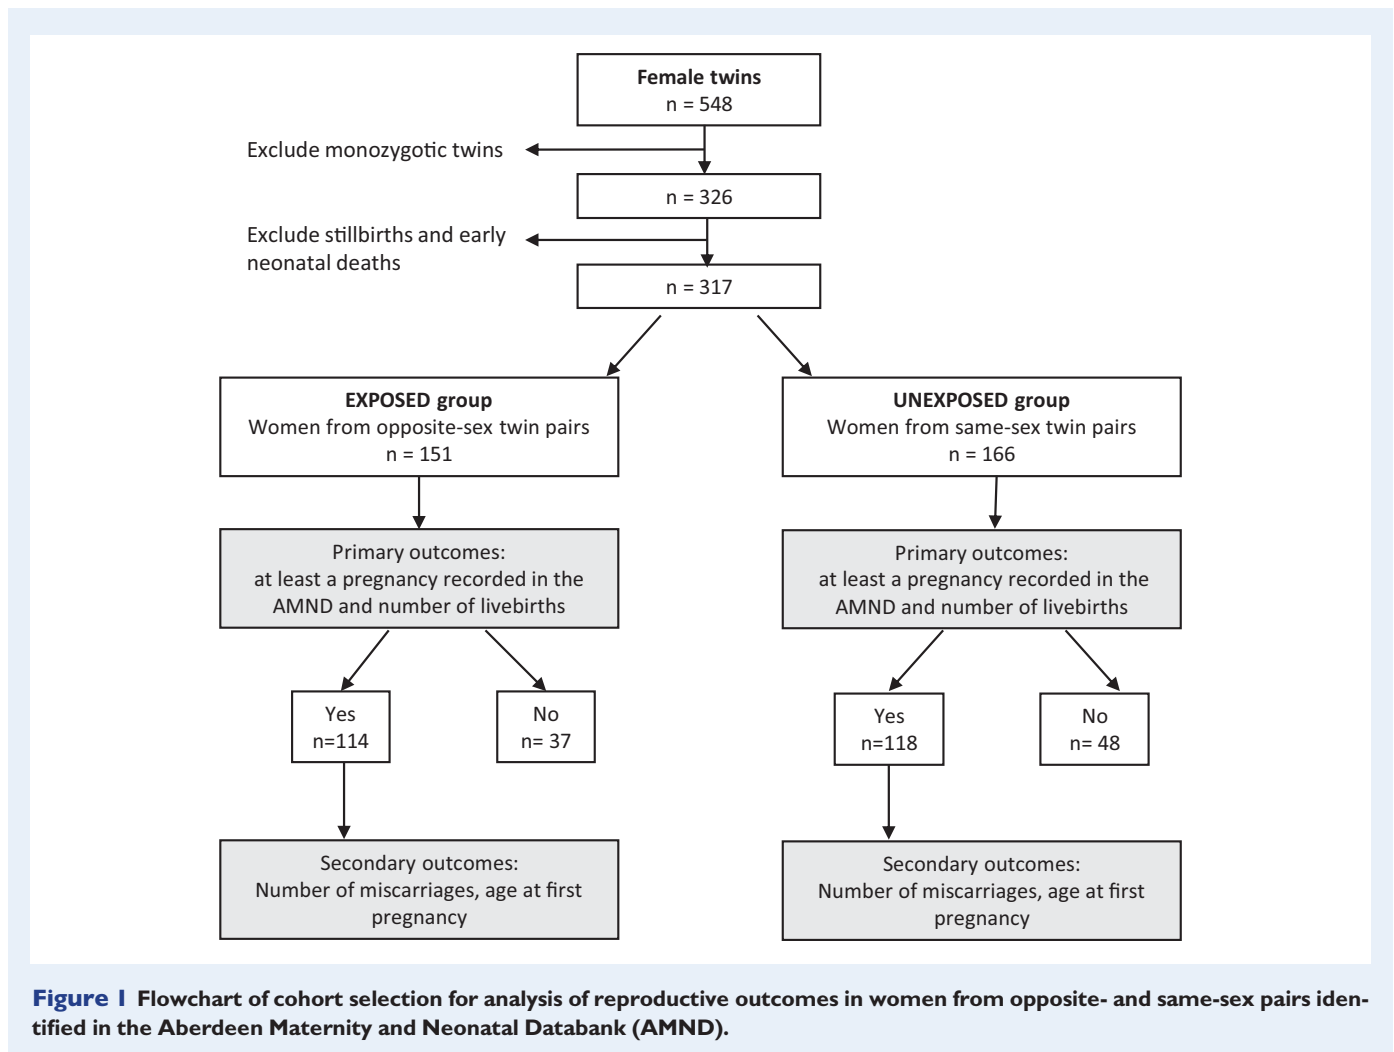 Female twins
n = 548
Exclude monozygotic twins
n = 326
Exclude stillbirths and early
neonatal deaths
n = 317
EXPOSED group
Women from opposite-sex twin pairs
n = 151
UNEXPOSED group
Women from same-sex twin pairs
n = 166
Primary outcomes:
at least a pregnancy recorded in the
AMND and number of livebirths
Primary outcomes:
at least a pregnancy recorded in the
AMND and number of livebirths
Yes
n=114
No
n= 37
Yes
n=118
No
n= 48
Secondary outcomes:
Number of miscarriages, age at first
pregnancy
Secondary outcomes:
Number of miscarriages, age at first
pregnancy
Figure 1 Flowchart of cohort selection for analysis of reproductive outcomes in women from opposite- and same-sex pairs iden-
tified in the Aberdeen Maternity and Neonatal Databank (AMND).